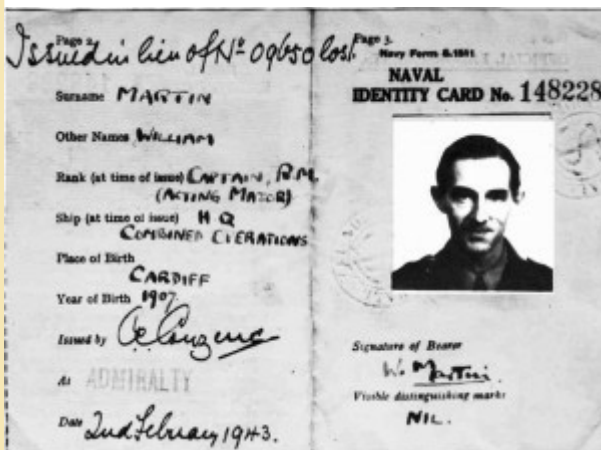 Page 2.
Issued in lieu of No 09650 lost.
Surname MARTIN
Other Names WILLIAM
Rank (at time of issue) CAPTAIN, R.M.
(ACTING MAJOR)
Ship (at time of issue) H Q
COMBINED OPERATIONS
Place of Birth
CARDIFF
Year of Birth 1907
Issued by
At ADMIRALTY
Date 2nd February 1943.
Page 3.
Navy Form S.1511
NAVAL
IDENTITY CARD No. 148228
Signature of Bearer
W. Martin.
Visible distinguishing marks
NIL.